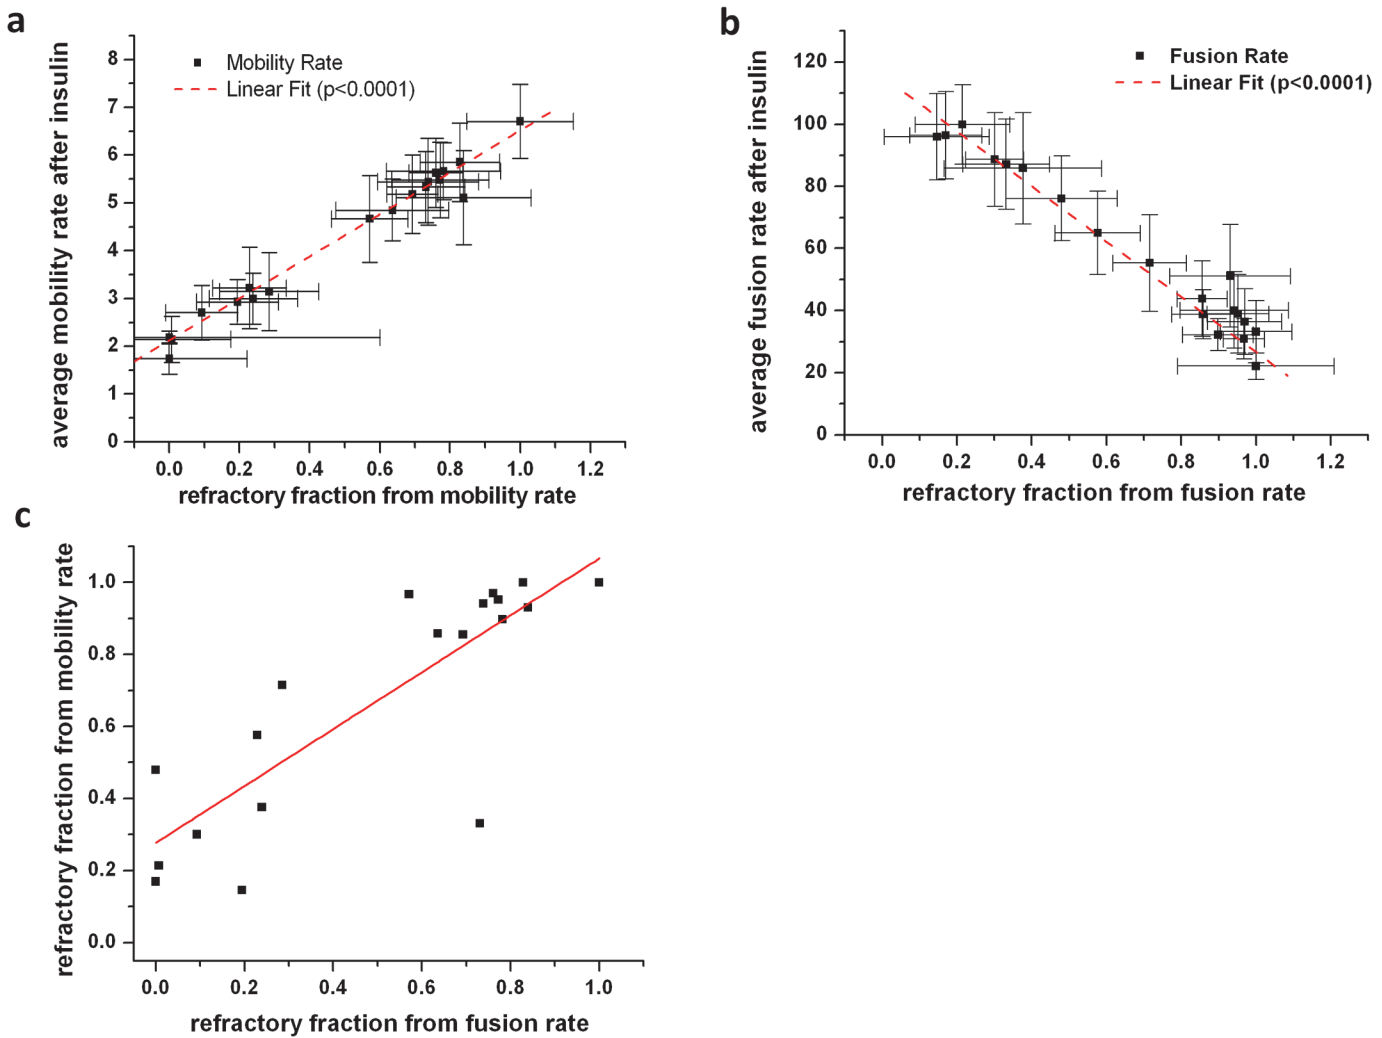 a
average mobility rate after insulin
8
7
6
5
4
3
2
1
0
Mobility Rate
Linear Fit (p<0.0001)
0.0 0.2 0.4 0.6 0.8 1.0 1.2
refractory fraction from mobility rate
b
average fusion rate after insulin
120
100
80
60
40
20
0
Fusion Rate
Linear Fit (p<0.0001)
0.0 0.2 0.4 0.6 0.8 1.0 1.2
refractory fraction from fusion rate
c
refractory fraction from mobility rate
1.0
0.8
0.6
0.4
0.2
0.0
0.0 0.2 0.4 0.6 0.8 1.0
refractory fraction from fusion rate